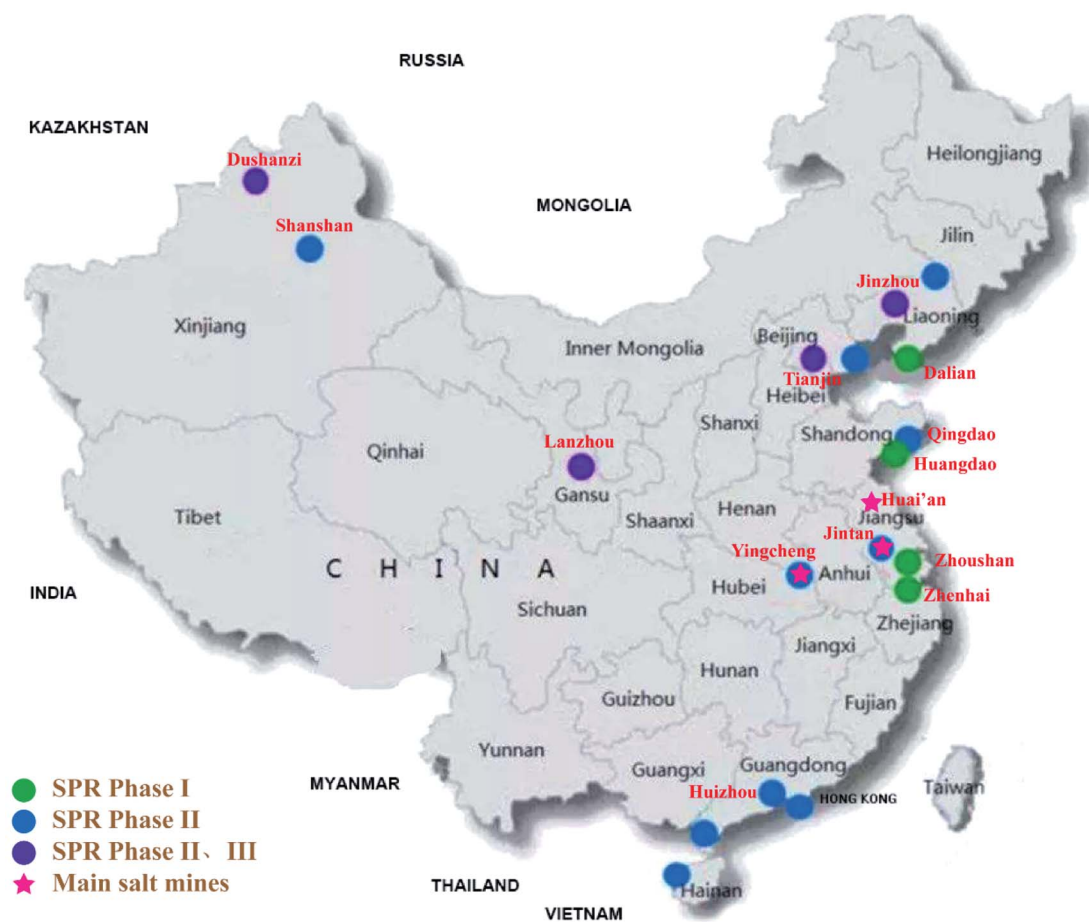 RUSSIA
KAZAKHSTAN
Dushanzi
Heilongjiang
MONGOLIA
Shanshan
Jilin
Jinzhou
Xinjiang
Liaoning
Beijing
Inner Mongolia
Tianjin
Dalian
Heibei
Shanxi
Qingdao
Shandong
Lanzhou
Qinhai
Huangdao
Gansu
Huai'an
Henan
Jiangsu
Tibet
Shaanxi
Jintan
Yingcheng
Zhoushan
CHINA
Anhui
INDIA
Hubei
Zhenhai
Sichuan
Zhejiang
Jiangxi
Hunan
Guizhou
Fujian
Yunnan
Guangdong
Guangxi
MYANMAR
Taiwan
SPR Phase I
Huizhou
HONG KONG
SPR Phase II
SPR Phase II、III
Main salt mines
THAILAND
Hainan
VIETNAM